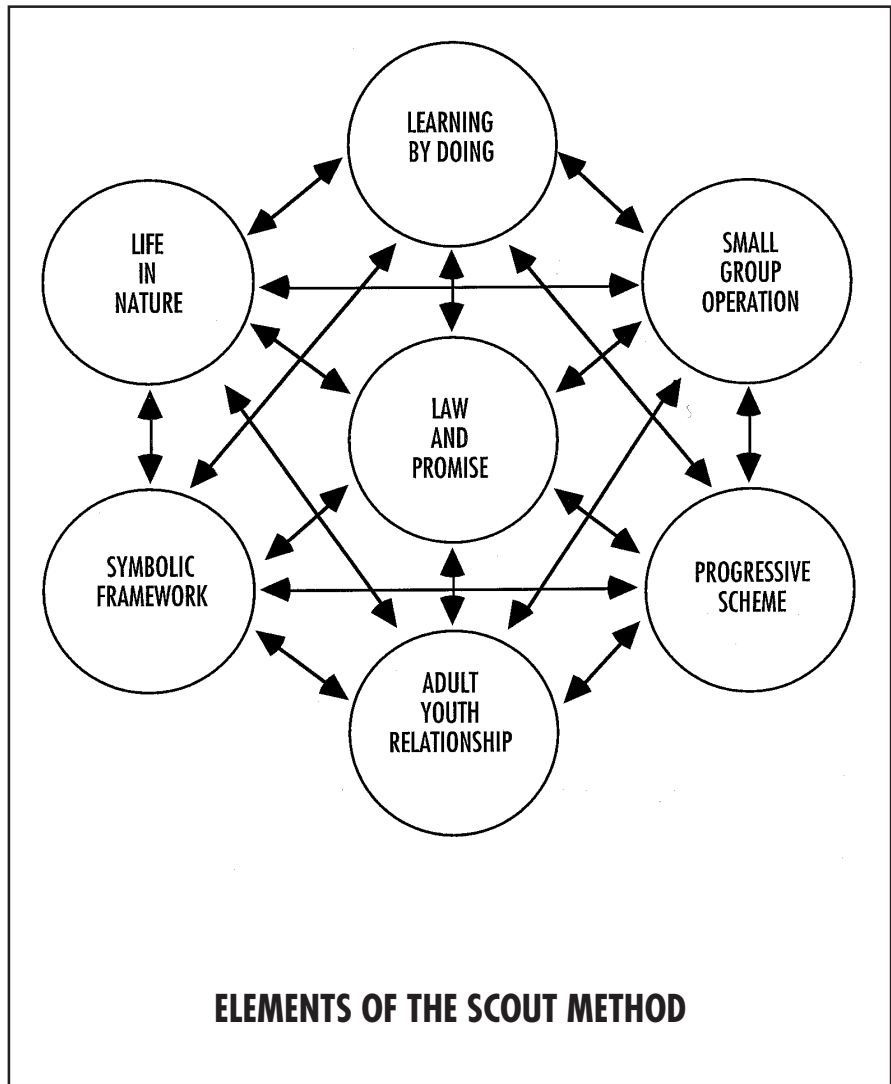 LEARNING
BY DOING
LIFE
IN
NATURE
SMALL
GROUP
OPERATION
LAW
AND
PROMISE
SYMBOLIC
FRAMEWORK
PROGRESSIVE
SCHEME
ADULT
YOUTH
RELATIONSHIP
ELEMENTS OF THE SCOUT METHOD